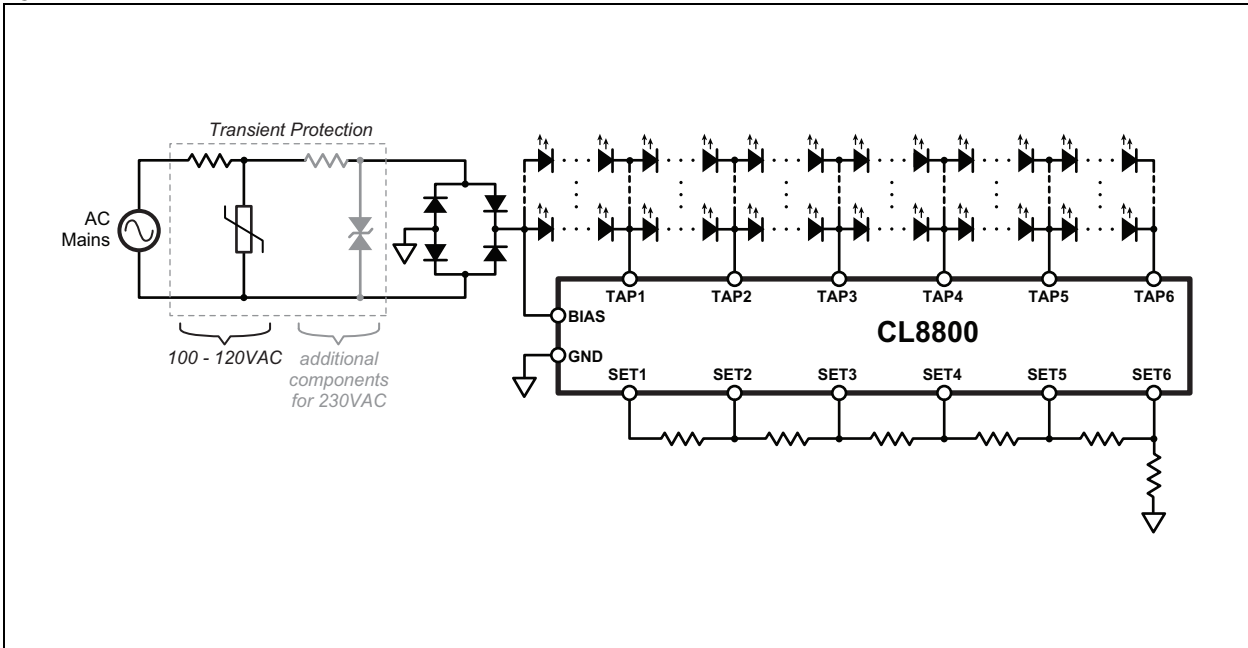 Transient Protection
AC
Mains
100 - 120VAC
additional
components
for 230VAC
TAP1
TAP2
TAP3
TAP4
TAP5
TAP6
BIAS
CL8800
GND
SET1
SET2
SET3
SET4
SET5
SET6